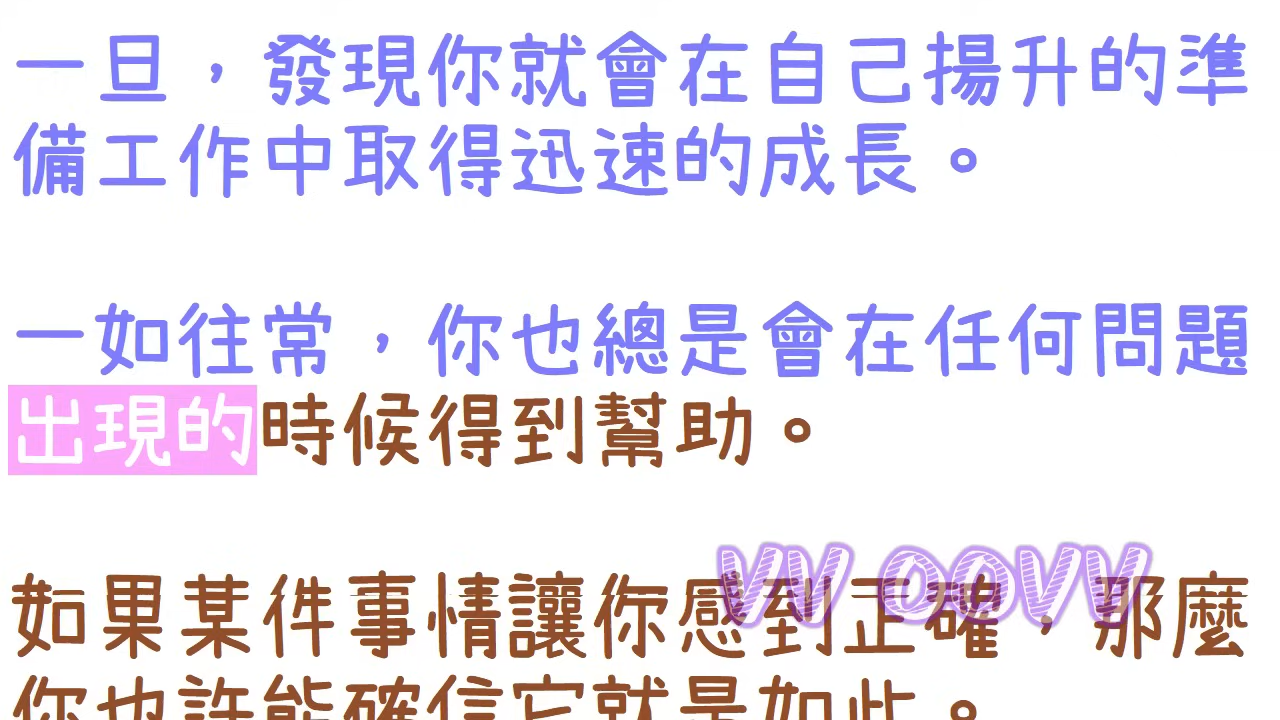 一旦，發現你就會在自己揚升的準
備工作中取得迅速的成長。
一如往常，你也總是會在任何問題
出現的時候得到幫助。
如果某件事情讓你感到正確，那麼
你也許能確信它就是如此。
VV OOVV